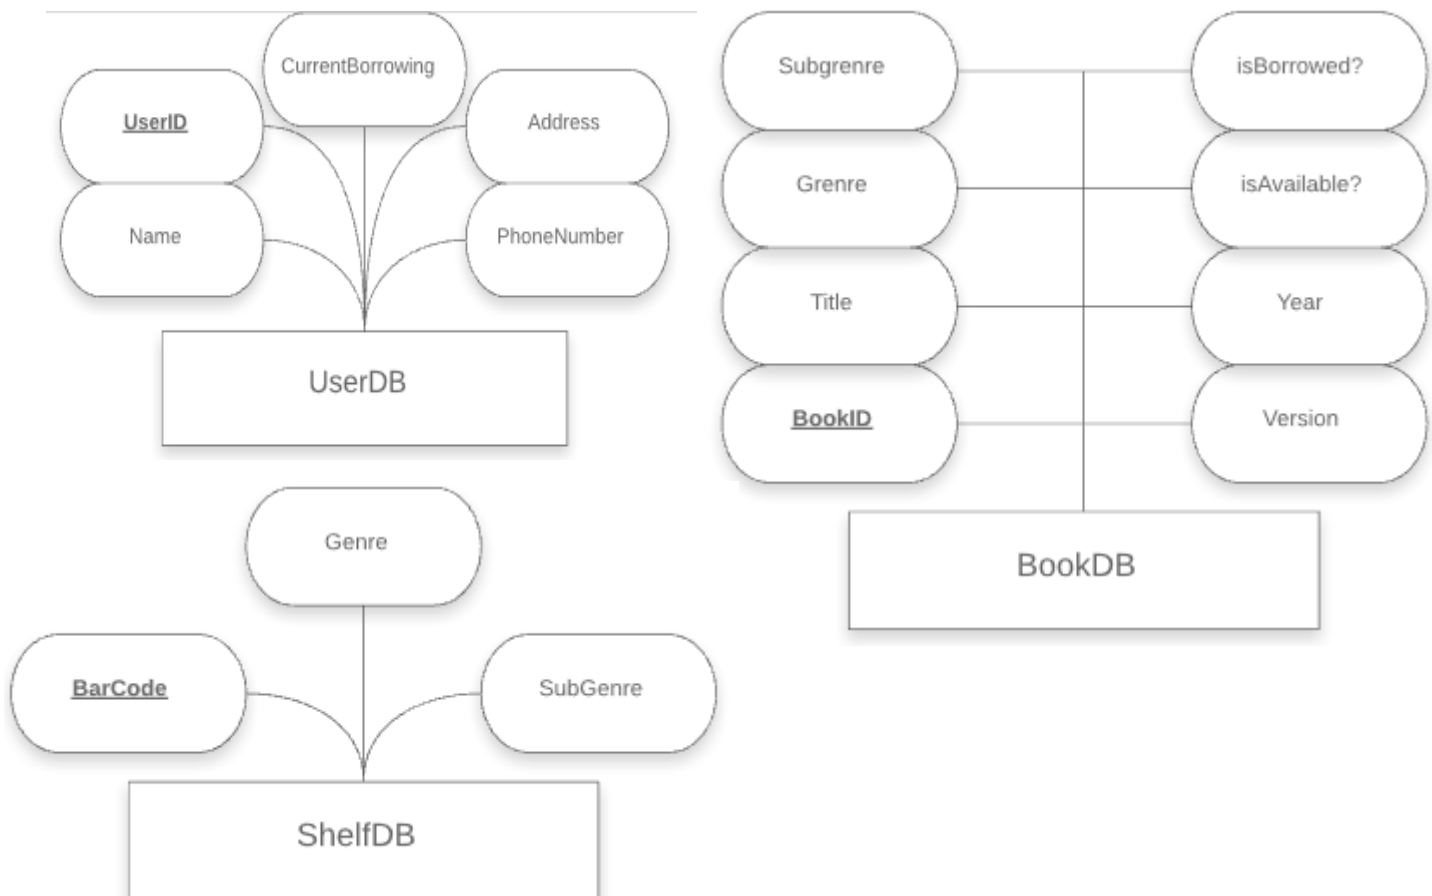 CurrentBorrowing
UserID
Address
Name
PhoneNumber
UserDB
Subgrenre
isBorrowed?
Grenre
isAvailable?
Title
Year
BookID
Version
BookDB
Genre
BarCode
SubGenre
ShelfDB